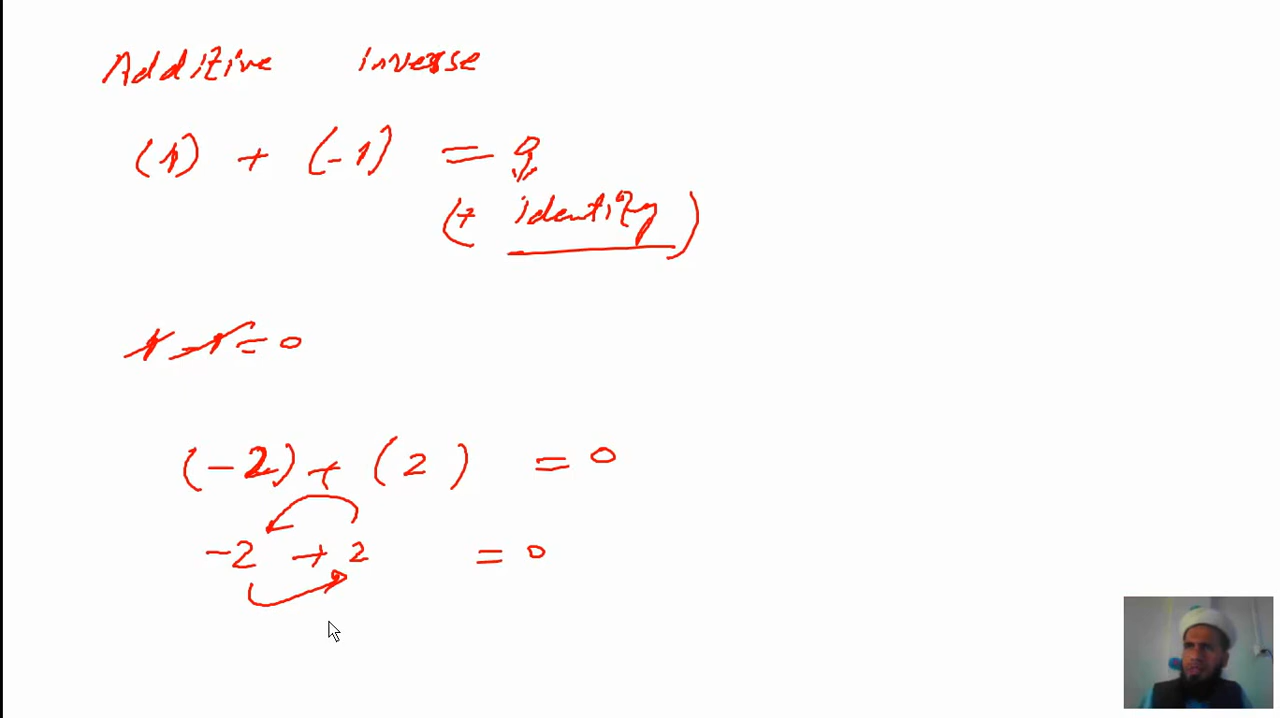 Additive inverse
(1) + (-1) = 0
(+ identity)
1 - 1 = 0
(-2) + (2) = 0
-2 + 2 = 0